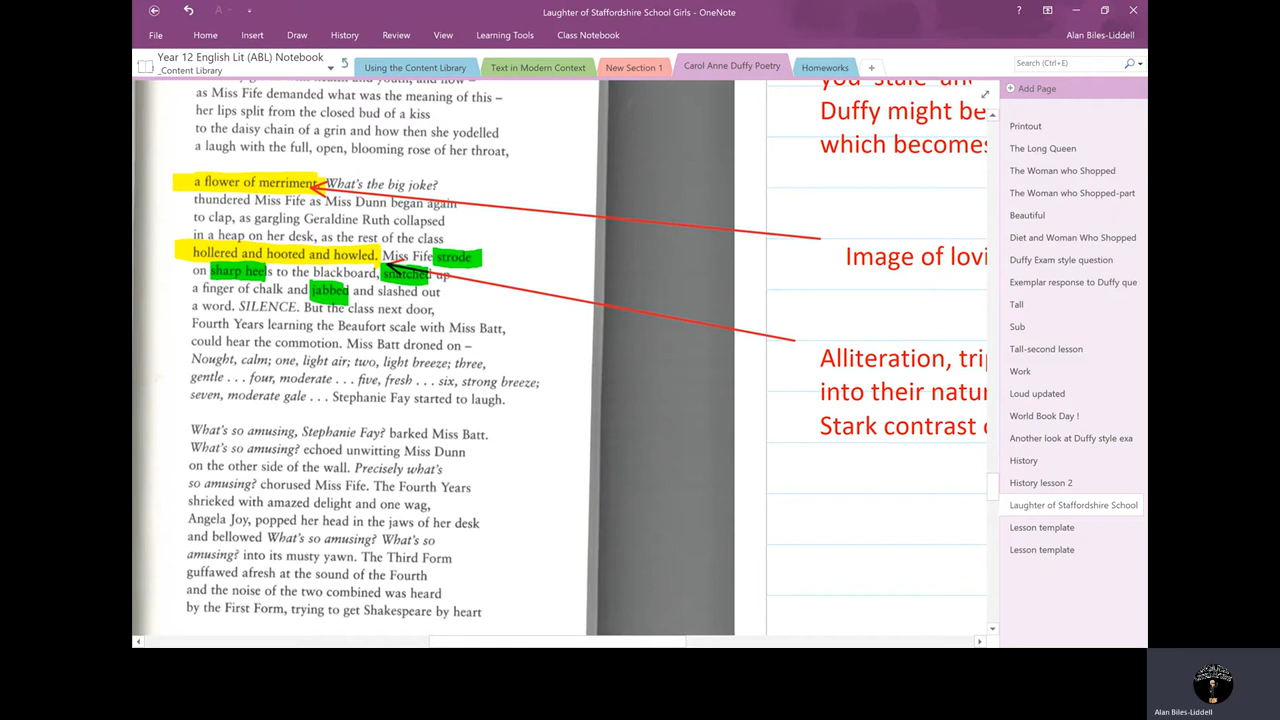 Laughter of Staffordshire School Girls - OneNote
?
Alan Biles-Liddell
File Home Insert Draw History Review View Learning Tools Class Notebook
Year 12 English Lit (ABL) Notebook
_Content Library
Using the Content Library
Text in Modern Context
New Section 1
Carol Anne Duffy Poetry
Homeworks
+
Search (Ctrl+E)
as Miss Fife demanded what was the meaning of this –
her lips split from the closed bud of a kiss
to the daisy chain of a grin and how then she yodelled
a laugh with the full, open, blooming rose of her throat,
a flower of merriment. What's the big joke?
thundered Miss Fife as Miss Dunn began again
to clap, as gargling Geraldine Ruth collapsed
in a heap on her desk, as the rest of the class
hollered and hooted and howled. Miss Fife strode
on sharp heels to the blackboard, snatched up
a finger of chalk and jabbed and slashed out
a word. SILENCE. But the class next door,
Fourth Years learning the Beaufort scale with Miss Batt,
could hear the commotion. Miss Batt droned on –
Nought, calm; one, light air; two, light breeze; three,
gentle . . . four, moderate . . . five, fresh . . . six, strong breeze;
seven, moderate gale . . . Stephanie Fay started to laugh.
What's so amusing, Stephanie Fay? barked Miss Batt.
What's so amusing? echoed unwitting Miss Dunn
on the other side of the wall. Precisely what's
so amusing? chorused Miss Fife. The Fourth Years
shrieked with amazed delight and one wag,
Angela Joy, popped her head in the jaws of her desk
and bellowed What's so amusing? What's so
amusing? into its musty yawn. The Third Form
guffawed afresh at the sound of the Fourth
and the noise of the two combined was heard
by the First Form, trying to get Shakespeare by heart
Duffy might be
which becomes
Image of lovi
Alliteration, trip
into their natur
Stark contrast
Add Page
Printout
The Long Queen
The Woman who Shopped
The Woman who Shopped-part
Beautiful
Diet and Woman Who Shopped
Duffy Exam style question
Exemplar response to Duffy que
Tall
Sub
Tall-second lesson
Work
Loud updated
World Book Day !
Another look at Duffy style exa
History
History lesson 2
Laughter of Staffordshire School
Lesson template
Lesson template
Alan Biles-Liddell